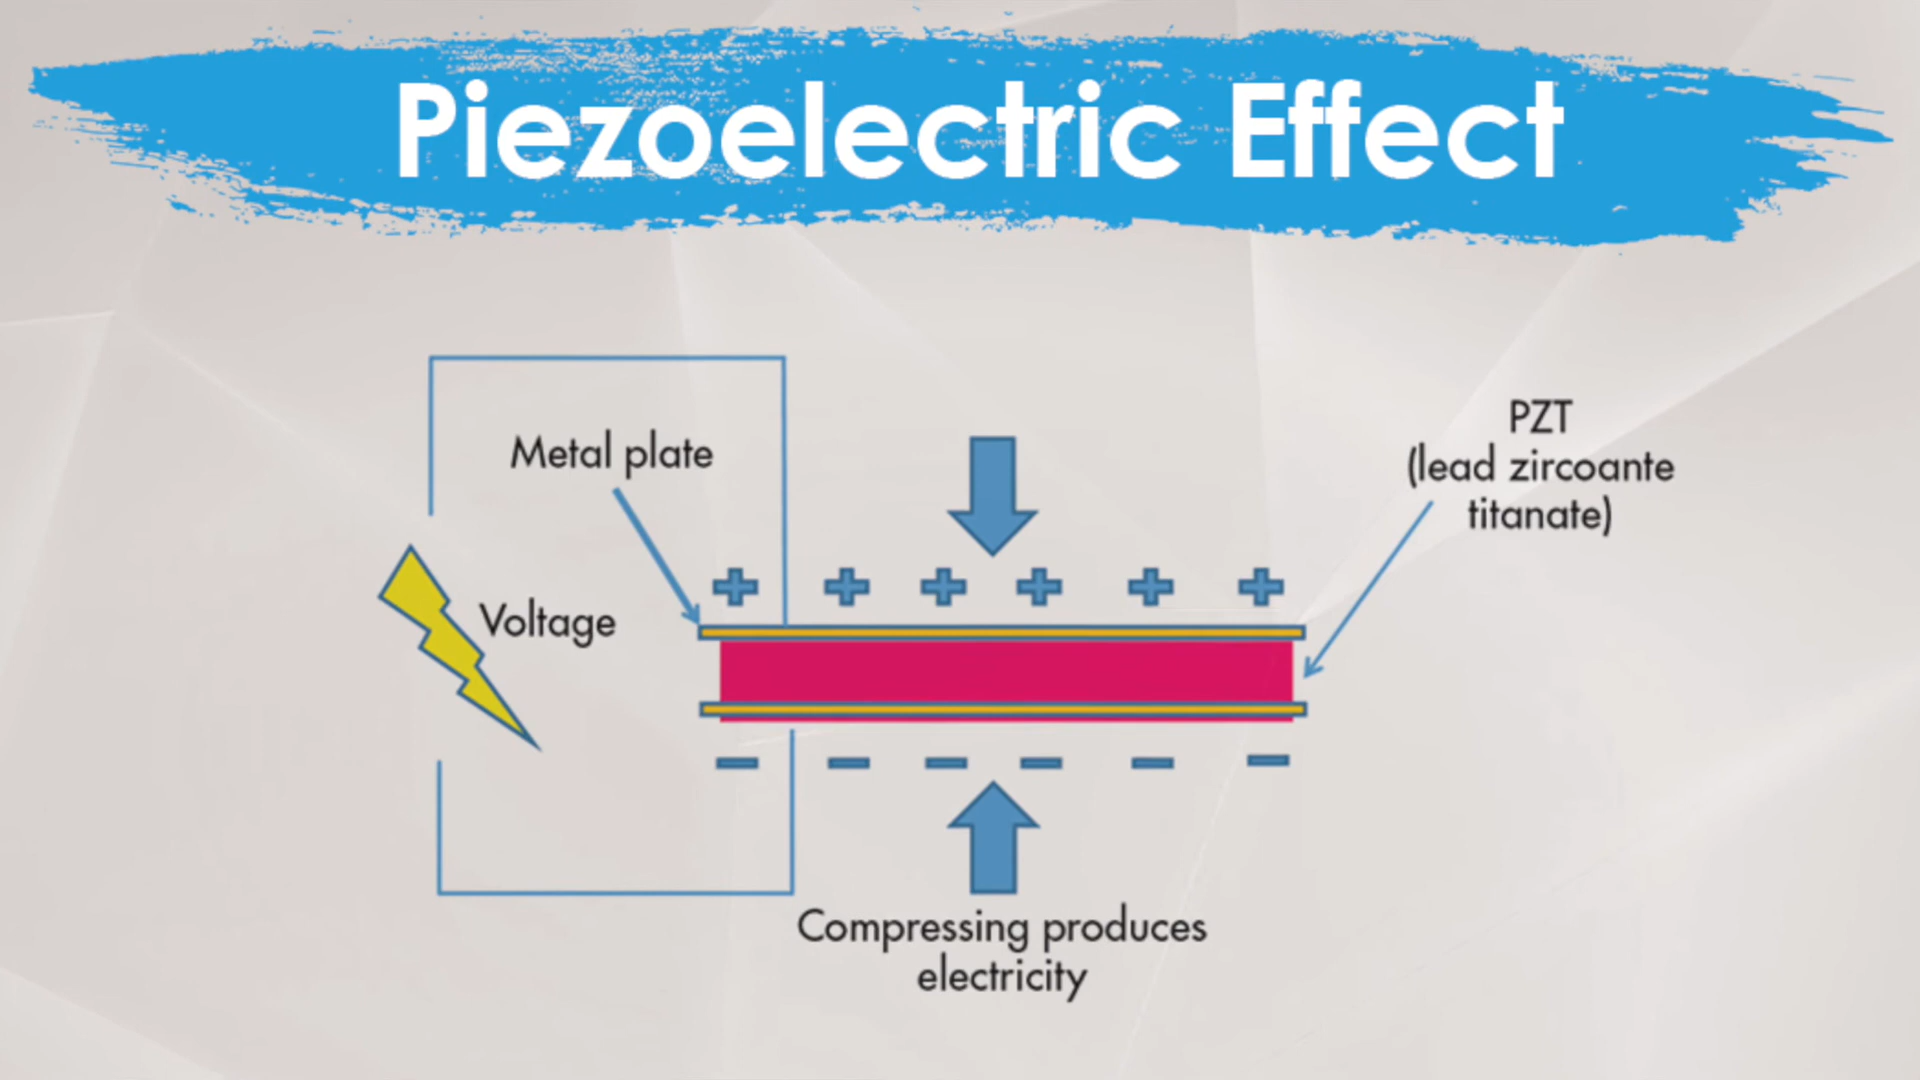 Piezoelectric Effect
Metal plate
PZT
(lead zircoante
titanate)
Voltage
Compressing produces
electricity